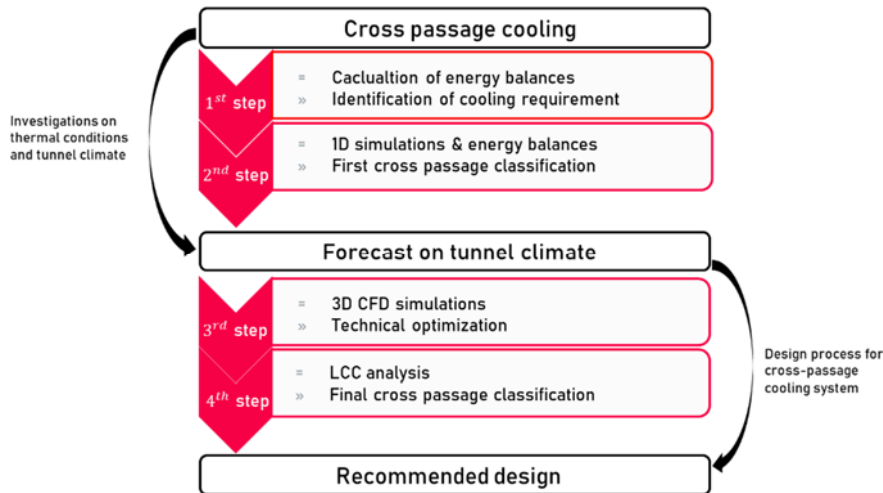 Cross passage cooling
1st step
= Caclualtion of energy balances
» Identification of cooling requirement
Investigations on
thermal conditions
and tunnel climate
2nd step
= 1D simulations & energy balances
» First cross passage classification
Forecast on tunnel climate
3rd step
= 3D CFD simulations
» Technical optimization
Design process for
cross-passage
cooling system
4th step
= LCC analysis
» Final cross passage classification
Recommended design